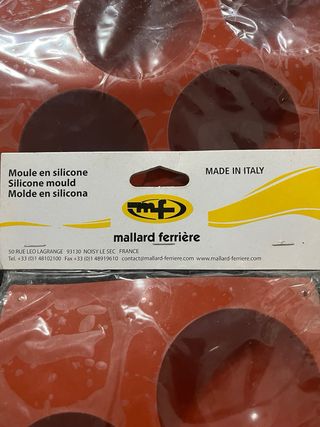 Moule en silicone
Silicone mould
Molde en silicona
MADE IN ITALY
mf
mallard ferrière
50 RUE LEO LAGRANGE 93130 NOISY LE SEC FRANCE
Tel. +33 (0)1 48102100 Fax +33 (0)1 48919610 contact@mallard-ferriere.com www.mallard-ferriere.com